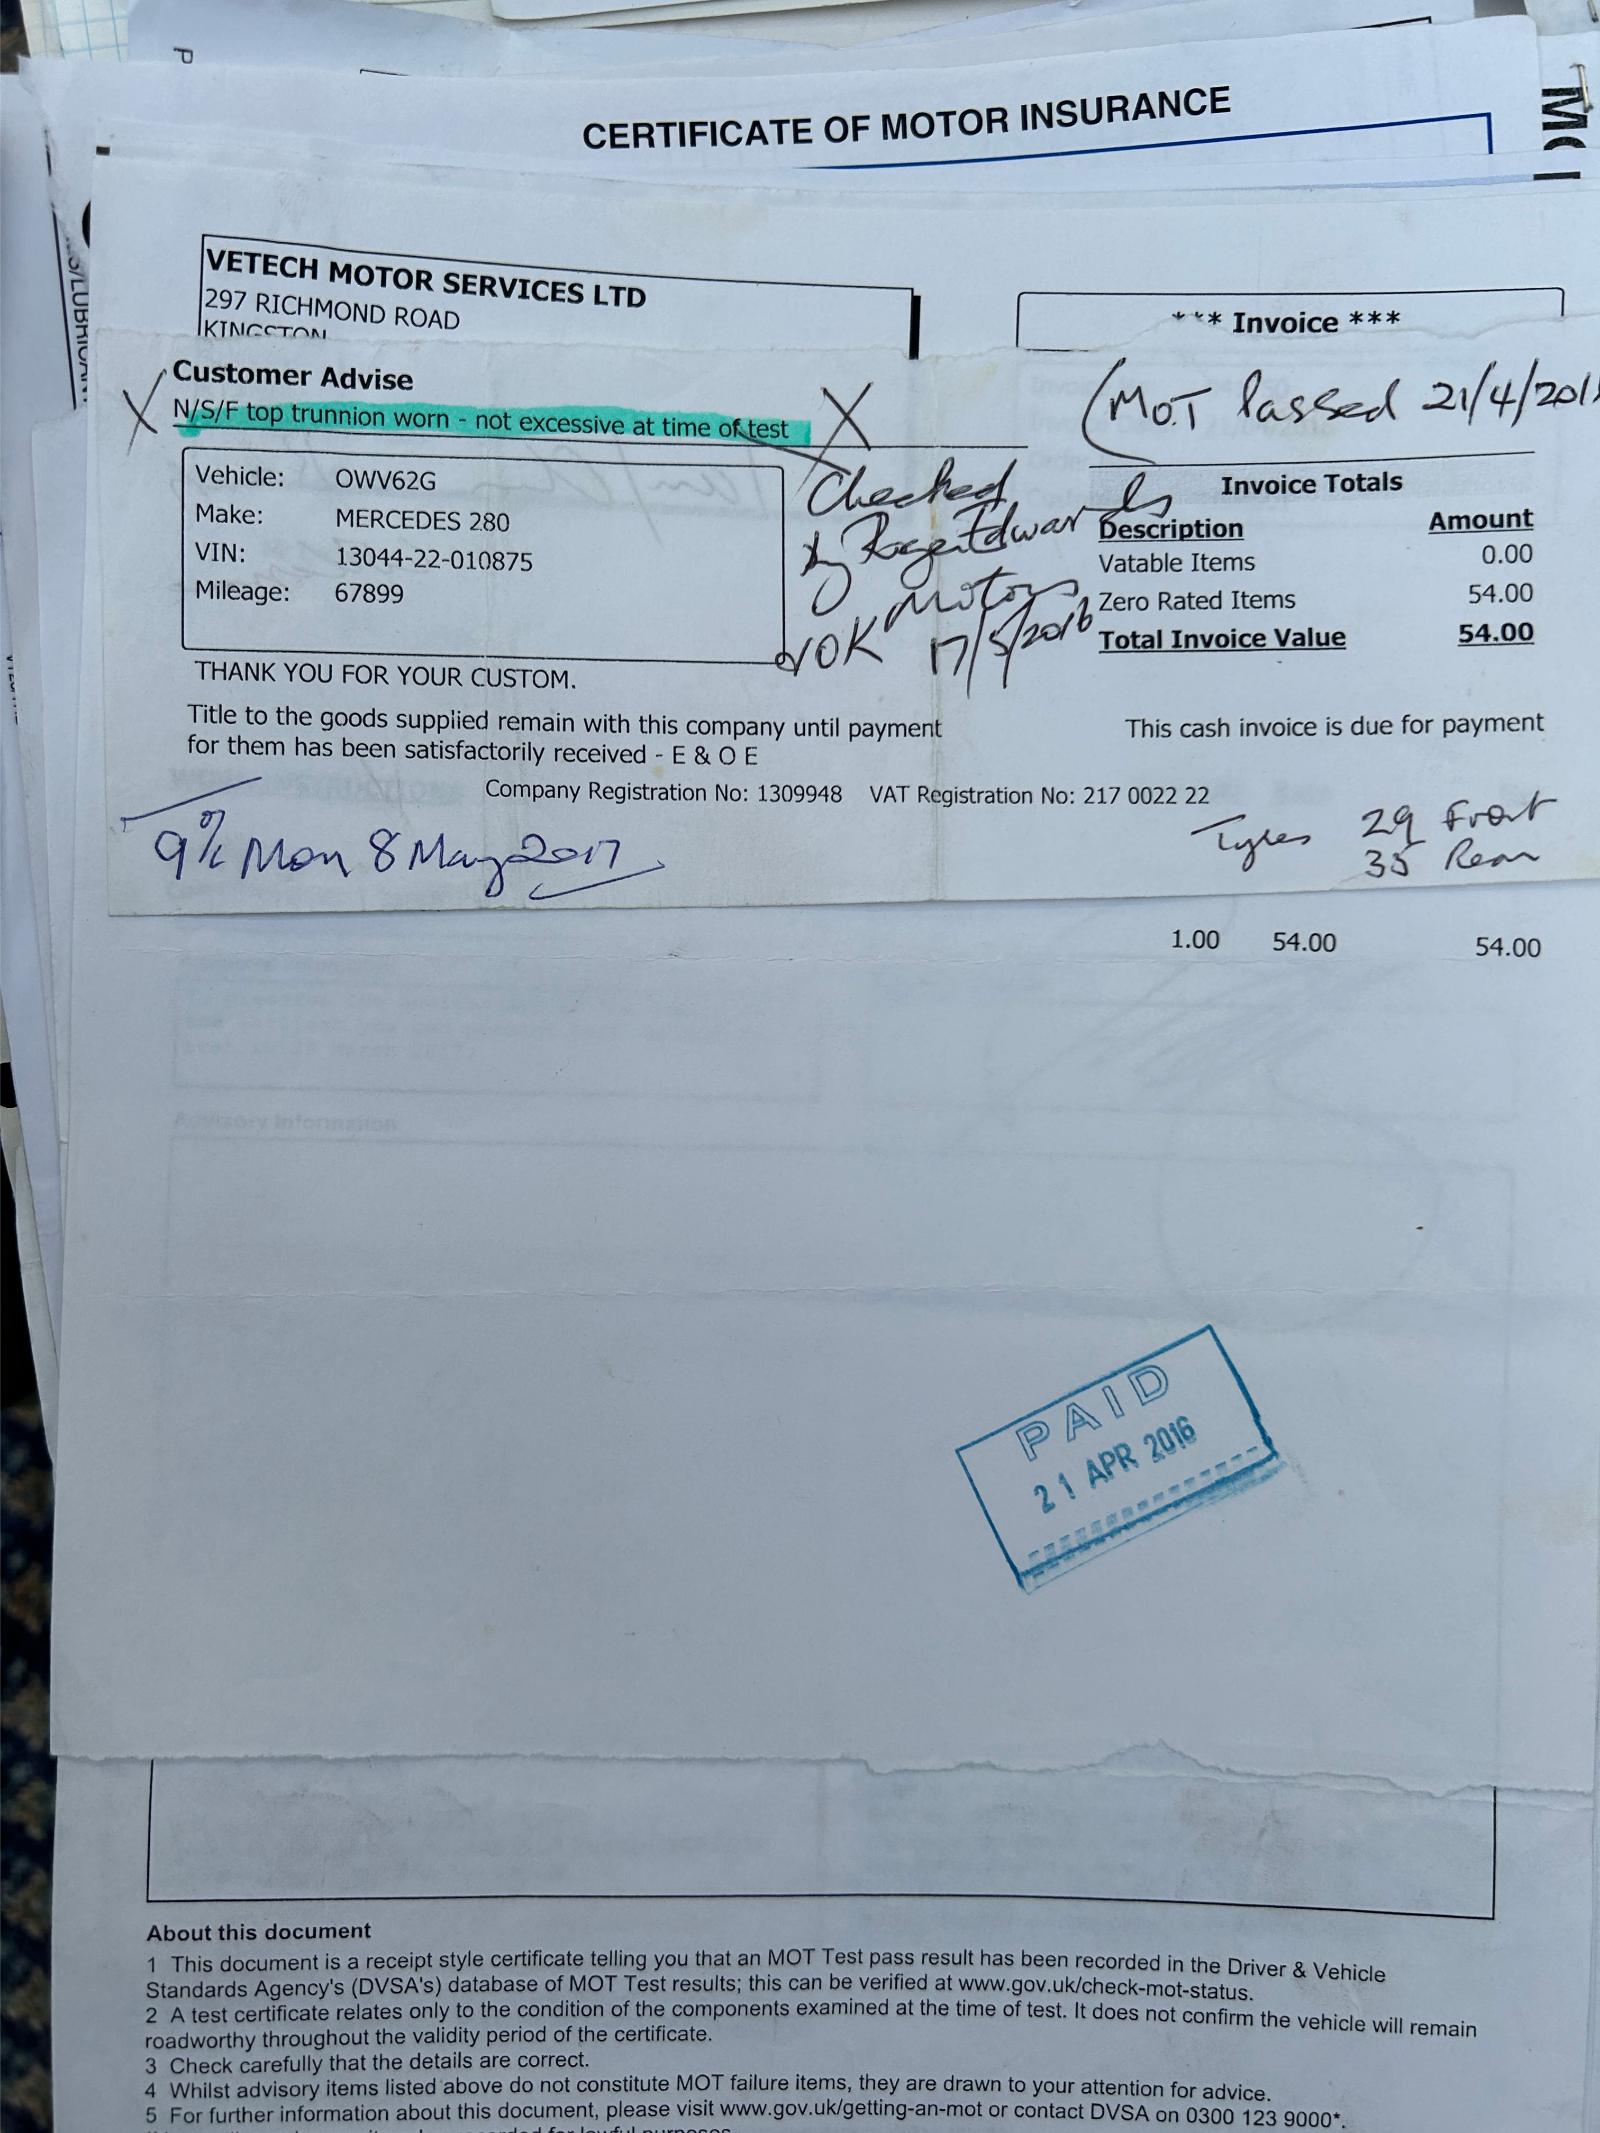 CERTIFICATE OF MOTOR INSURANCE
VETECH MOTOR SERVICES LTD
297 RICHMOND ROAD
KINGSTON
*** Invoice ***
Customer Advise
N/S/F top trunnion worn - not excessive at time of test
X X
(MOT Passed 21/4/201
Vehicle: OWV62G
Make: MERCEDES 280
VIN: 13044-22-010875
Mileage: 67899
Checked
by Roger Edwards
Motors
OK 17/5/2016
Invoice Totals
Description Amount
Vatable Items 0.00
Zero Rated Items 54.00
Total Invoice Value 54.00
THANK YOU FOR YOUR CUSTOM.
Title to the goods supplied remain with this company until payment
for them has been satisfactorily received - E & O E
This cash invoice is due for payment
Company Registration No: 1309948 VAT Registration No: 217 0022 22
Mon 8 May 2017
Tyres 29 Front
35 Rear
1.00 54.00 54.00
Advisory Information
PAID
21 APR 2016
About this document
1 This document is a receipt style certificate telling you that an MOT Test pass result has been recorded in the Driver & Vehicle
Standards Agency's (DVSA's) database of MOT Test results; this can be verified at www.gov.uk/check-mot-status.
2 A test certificate relates only to the condition of the components examined at the time of test. It does not confirm the vehicle will remain
roadworthy throughout the validity period of the certificate.
3 Check carefully that the details are correct.
4 Whilst advisory items listed above do not constitute MOT failure items, they are drawn to your attention for advice.
5 For further information about this document, please visit www.gov.uk/getting-an-mot or contact DVSA on 0300 123 9000*.